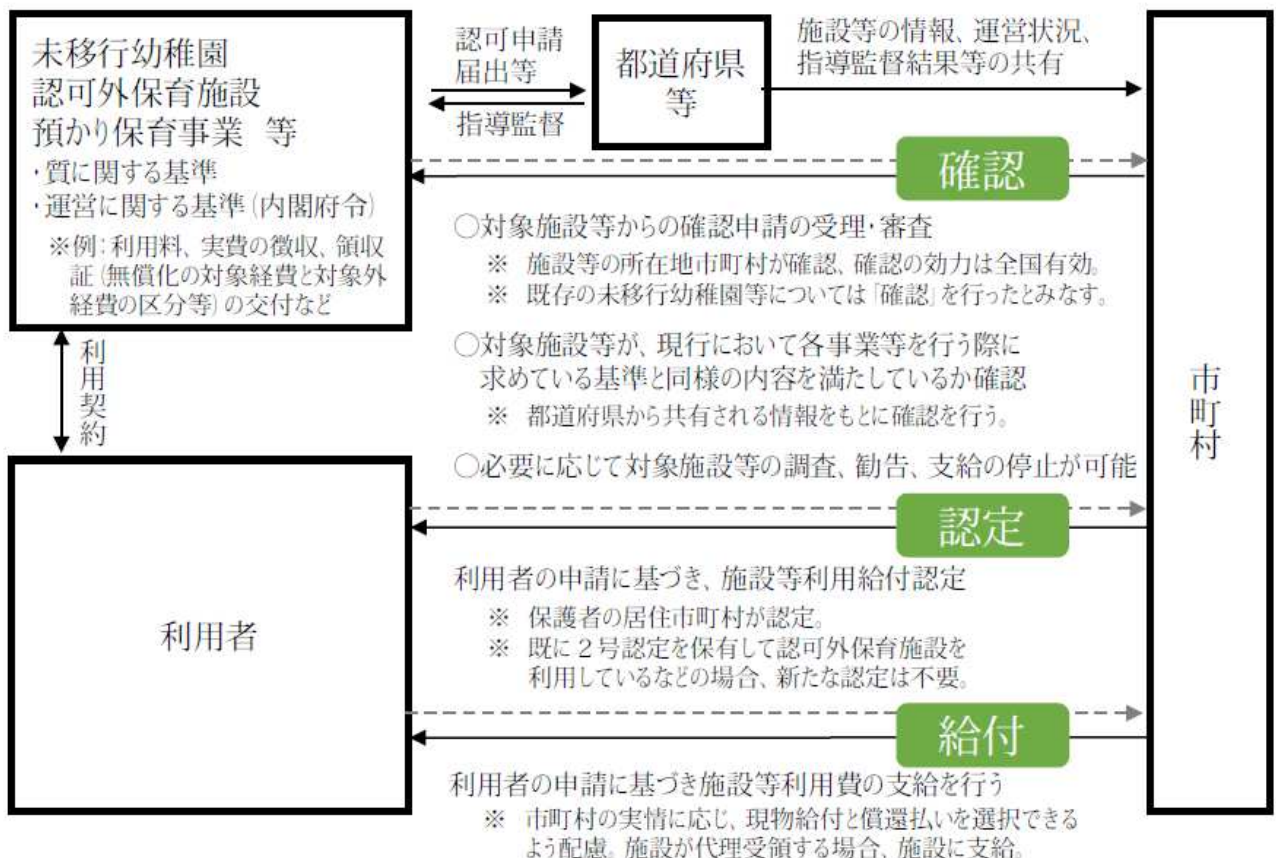 未移行幼稚園
認可外保育施設
預かり保育事業 等
・質に関する基準
・運営に関する基準(内閣府令)
※例：利用料、実費の徴収、領収
証(無償化の対象経費と対象外
経費の区分等)の交付など
認可申請
届出等
指導監督
都道府県
等
施設等の情報、運営状況、
指導監督結果等の共有
確認
○対象施設等からの確認申請の受理・審査
※ 施設等の所在地市町村が確認、確認の効力は全国有効。
※ 既存の未移行幼稚園等については「確認」を行ったとみなす。
○対象施設等が、現行において各事業等を行う際に
求めている基準と同様の内容を満たしているか確認
※ 都道府県から共有される情報をもとに確認を行う。
○必要に応じて対象施設等の調査、勧告、支給の停止が可能
利用契約
市町村
利用者
認定
利用者の申請に基づき、施設等利用給付認定
※ 保護者の居住市町村が認定。
※ 既に2号認定を保有して認可外保育施設を
利用しているなどの場合、新たな認定は不要。
給付
利用者の申請に基づき施設等利用費の支給を行う
※ 市町村の実情に応じ、現物給付と償還払いを選択できる
よう配慮。施設が代理受領する場合、施設に支給。